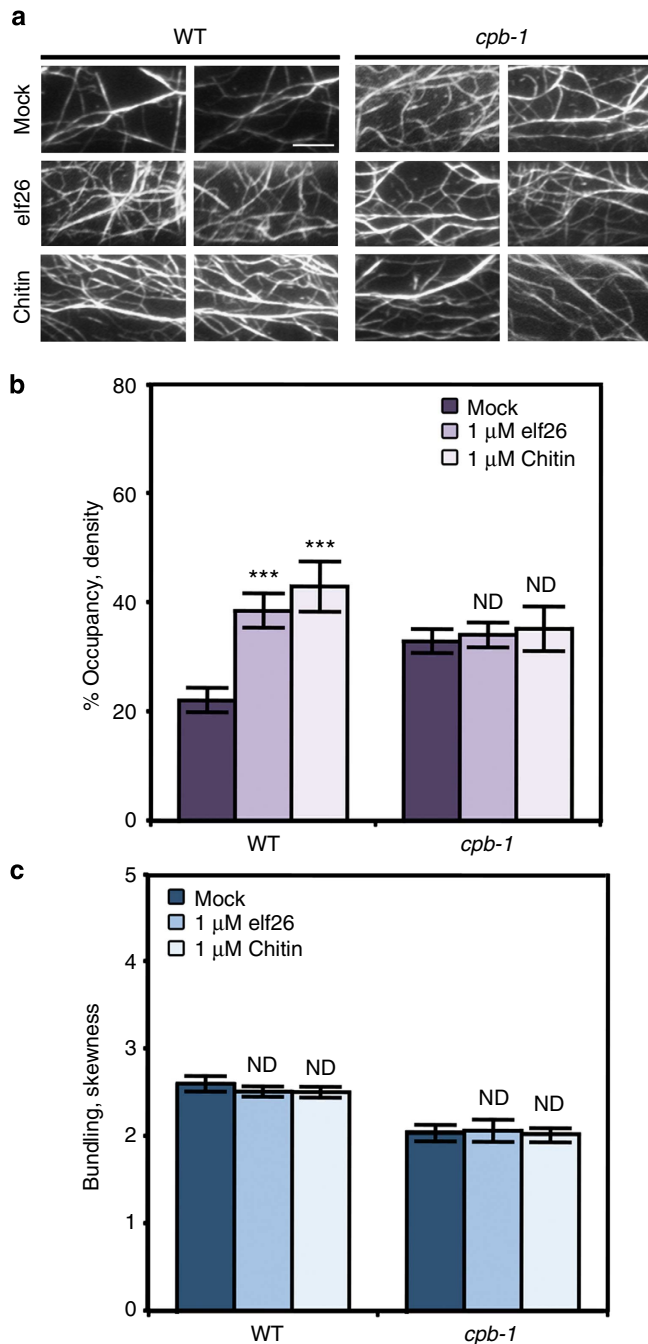 a
WT
cpb-1
Mock
elf26
Chitin
b
80
60
40
20
0
% Occupancy, density
Mock
1 μM elf26
1 μM Chitin
***
***
ND
ND
WT
cpb-1
c
5
4
3
2
1
0
Bundling, skewness
Mock
1 μM elf26
1 μM Chitin
ND
ND
ND
ND
WT
cpb-1